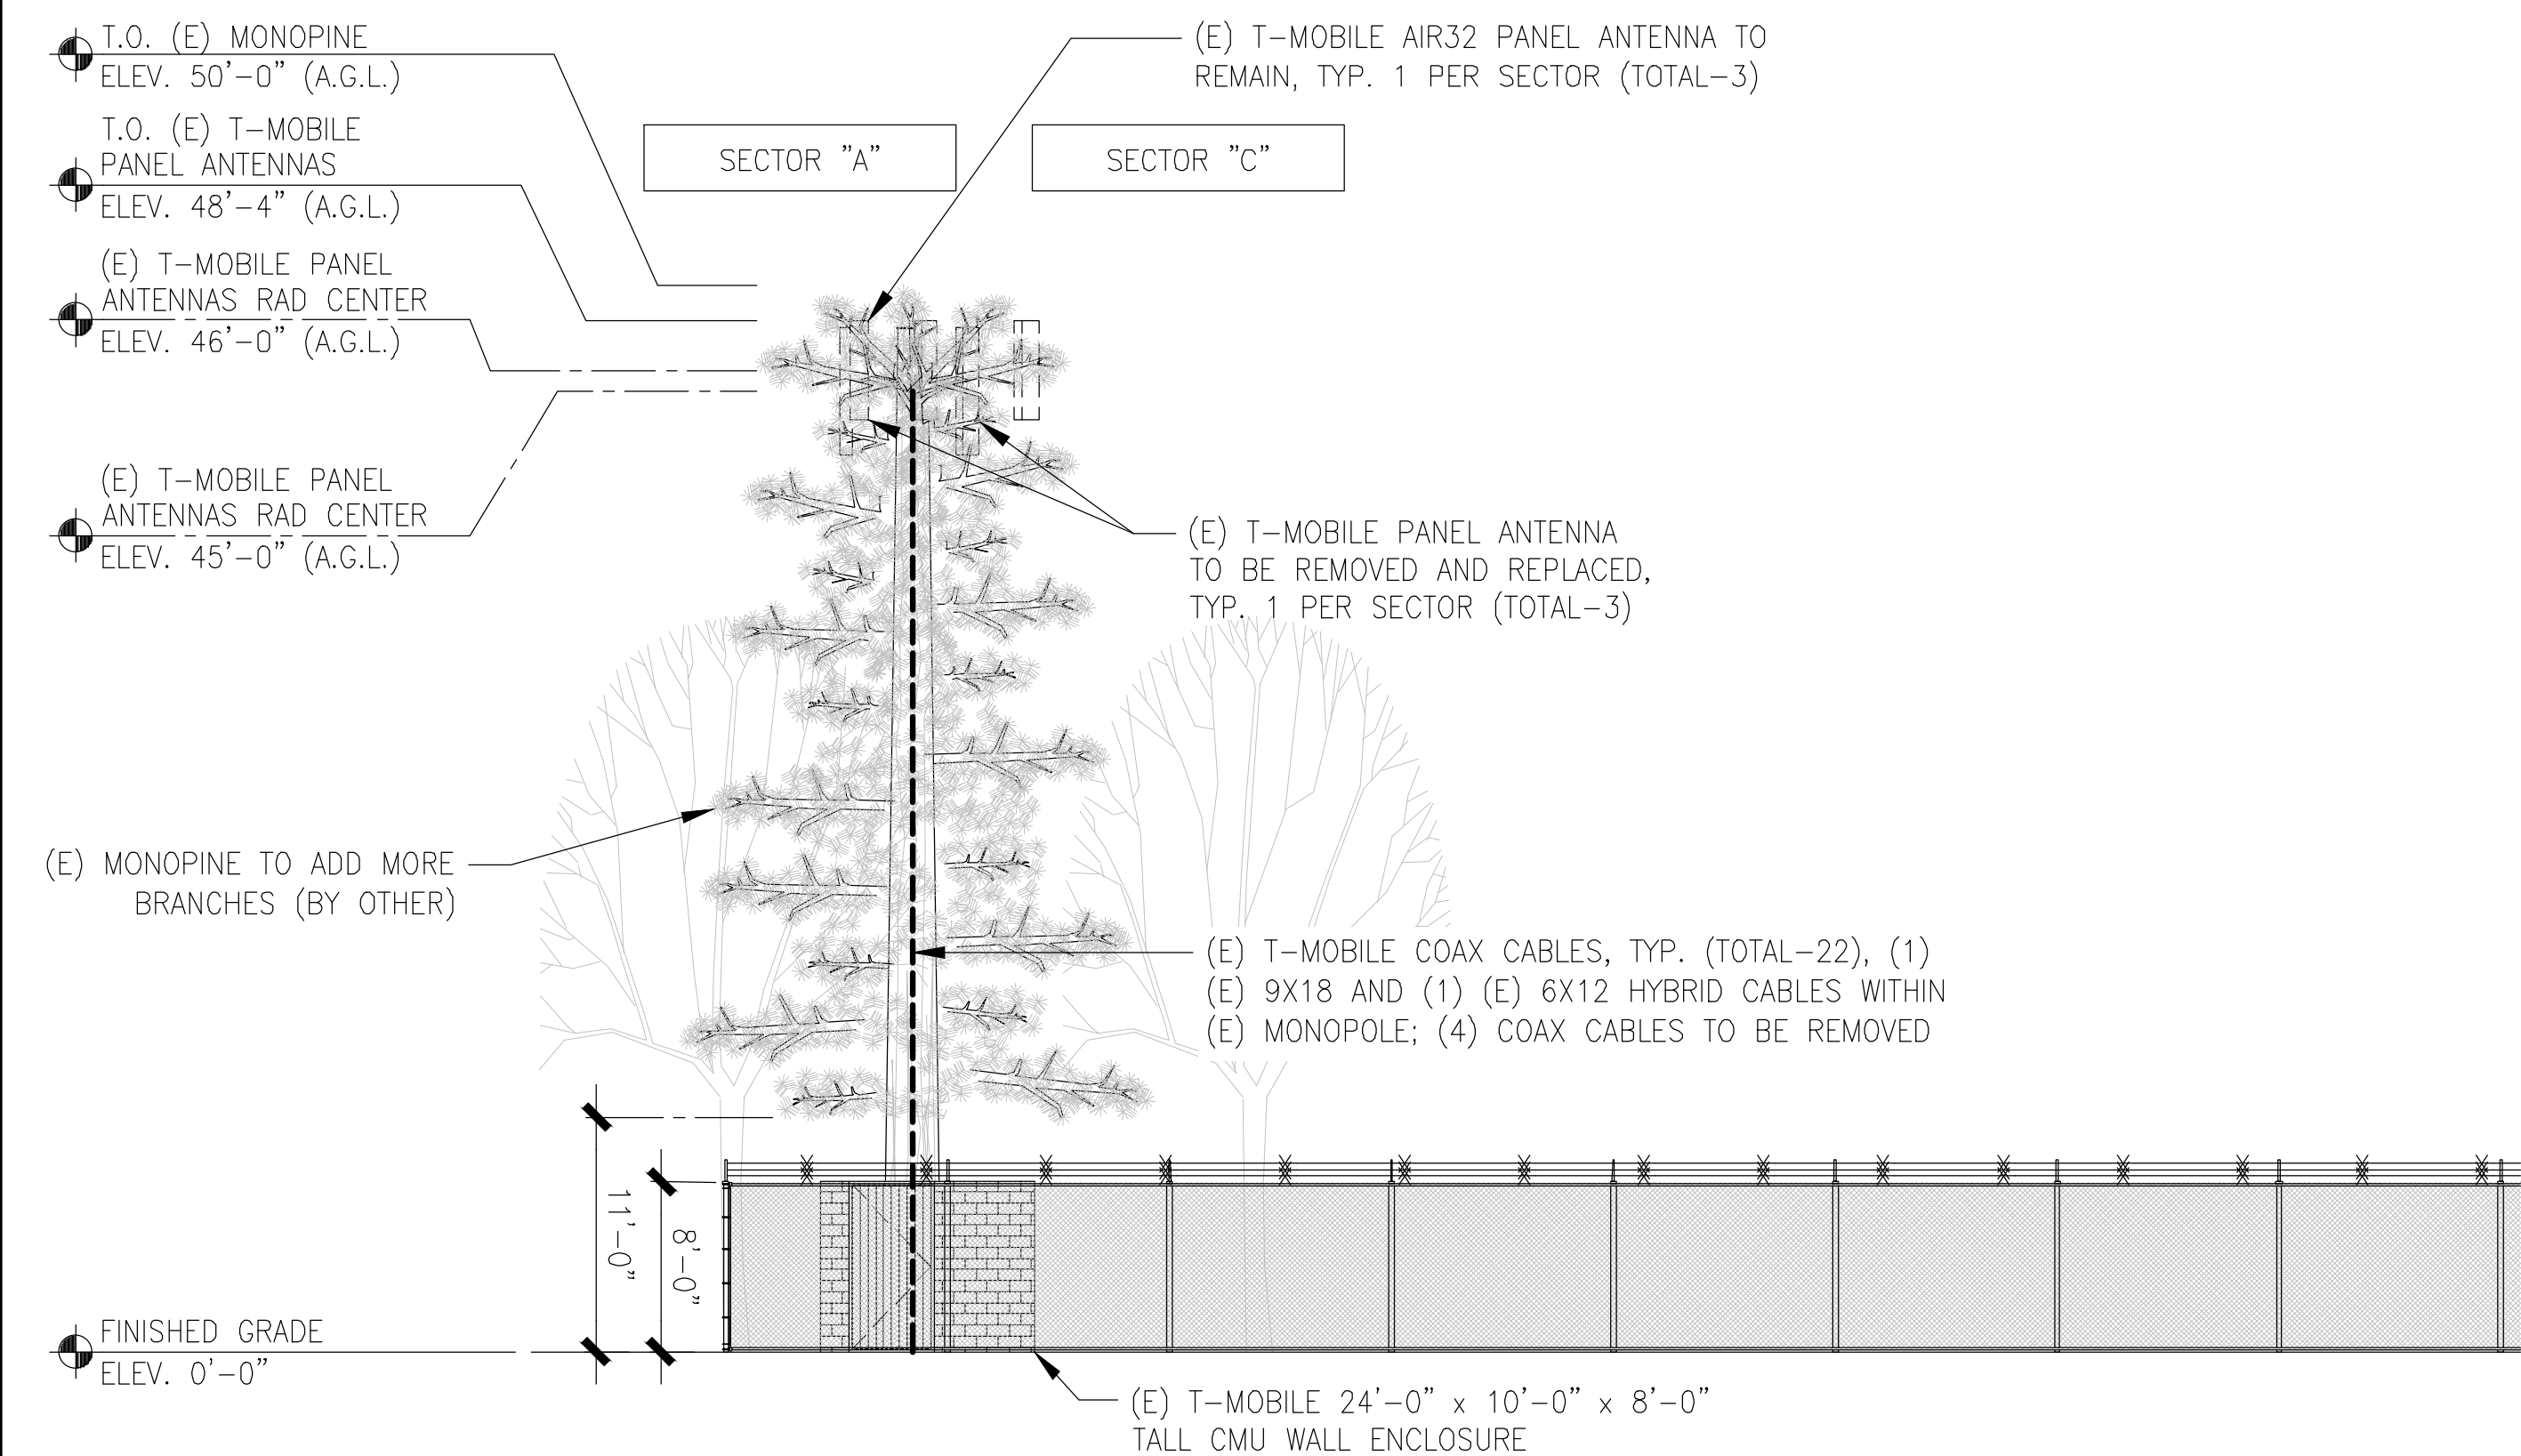 T.O. (E) MONOPINE
ELEV. 50'-0" (A.G.L.)
T.O. (E) T-MOBILE
PANEL ANTENNAS
ELEV. 48'-4" (A.G.L.)
(E) T-MOBILE PANEL
ANTENNAS RAD CENTER
ELEV. 46'-0" (A.G.L.)
(E) T-MOBILE PANEL
ANTENNAS RAD CENTER
ELEV. 45'-0" (A.G.L.)
SECTOR "A"
SECTOR "C"
(E) T-MOBILE AIR32 PANEL ANTENNA TO
REMAIN, TYP. 1 PER SECTOR (TOTAL-3)
(E) T-MOBILE PANEL ANTENNA
TO BE REMOVED AND REPLACED,
TYP. 1 PER SECTOR (TOTAL-3)
(E) MONOPINE TO ADD MORE
BRANCHES (BY OTHER)
(E) T-MOBILE COAX CABLES, TYP. (TOTAL-22), (1)
(E) 9X18 AND (1) (E) 6X12 HYBRID CABLES WITHIN
(E) MONOPOLE; (4) COAX CABLES TO BE REMOVED
11'-0"
8'-0"
FINISHED GRADE
ELEV. 0'-0"
(E) T-MOBILE 24'-0" x 10'-0" x 8'-0"
TALL CMU WALL ENCLOSURE